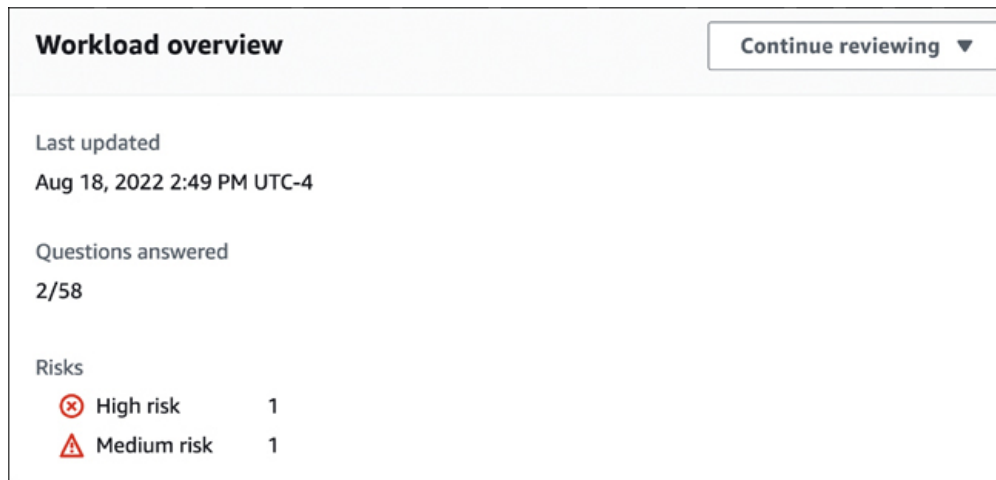 Workload overview
Continue reviewing
Last updated
Aug 18, 2022 2:49 PM UTC-4
Questions answered
2/58
Risks
High risk 1
Medium risk 1